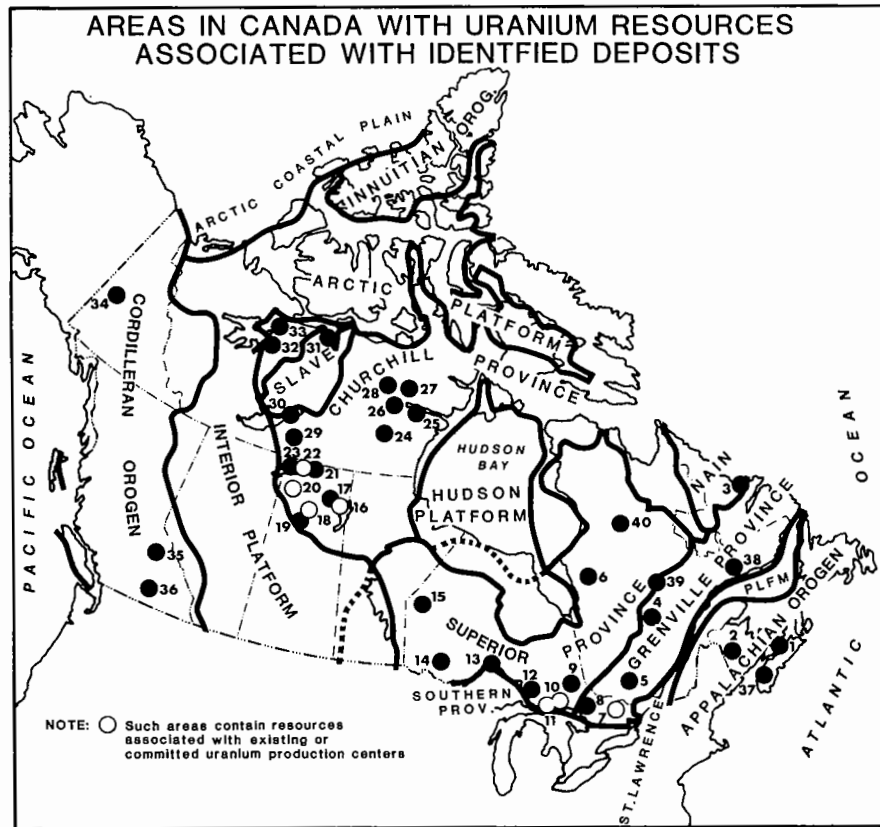 AREAS IN CANADA WITH URANIUM RESOURCES
ASSOCIATED WITH IDENTFIED DEPOSITS
ARCTIC COASTAL PLAIN
INNUITIAN OROG.
ARCTIC
PLATFORM
CORDILLERAN
OROGEN
PACIFIC OCEAN
INTERIOR
PLATFORM
SLAVE
CHURCHILL
PROVINCE
HUDSON
BAY
HUDSON
PLATFORM
NAIN
OCEAN
ATLANTIC
SUPERIOR
PROVINCE
GRENVILLE PROVINCE
PLFM
ST. LAWRENCE
APPALACHIAN OROGEN
SOUTHERN
PROV.
34
33
32
31
30
29
28
27
26
25
24
23
22
21
20
17
16
18
19
35
36
15
14
13
12
10
11
9
8
7
5
4
6
39
40
3
38
2
1
37
NOTE: Such areas contain resources
associated with existing or
committed uranium production centers